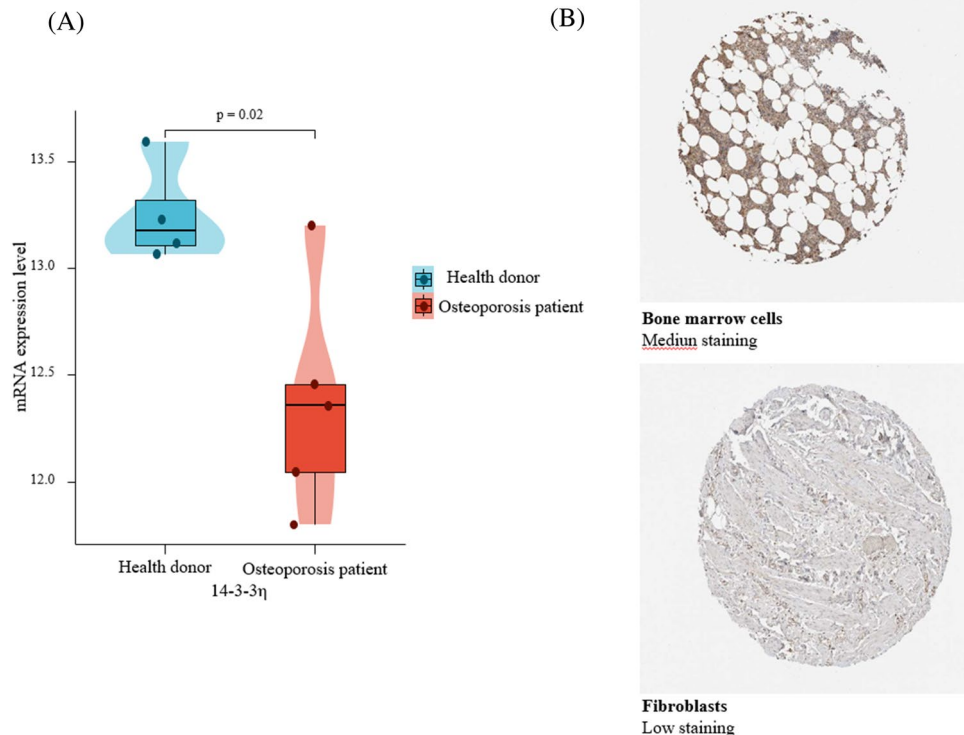 (A)
p = 0.02
13.5
13.0
12.5
12.0
mRNA expression level
Health donor
Osteoporosis patient
Health donor
Osteoporosis patient
14-3-3η
(B)
Bone marrow cells
Mediun staining
Fibroblasts
Low staining